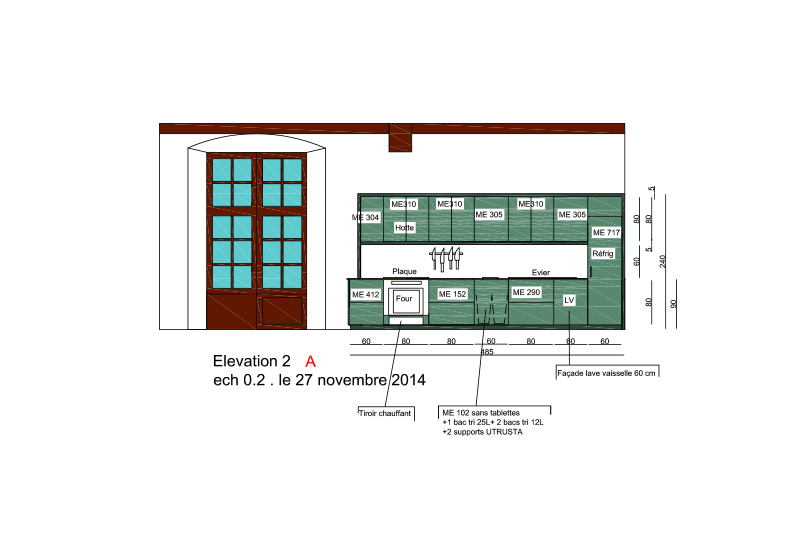 ME310 ME310 ME310
ME 304 ME 305 ME 305
Hotte ME 717
Réfrig
Plaque Evier
ME 412 Four ME 152 ME 290 LV
5
80 80
5
60 240
80 90
60 80 80 60 80 60 60
485
Elevation 2 A
ech 0.2 . le 27 novembre 2014
Façade lave vaisselle 60 cm
Tiroir chauffant
ME 102 sans tablettes
+1 bac tri 25L+ 2 bacs tri 12L
+2 supports UTRUSTA